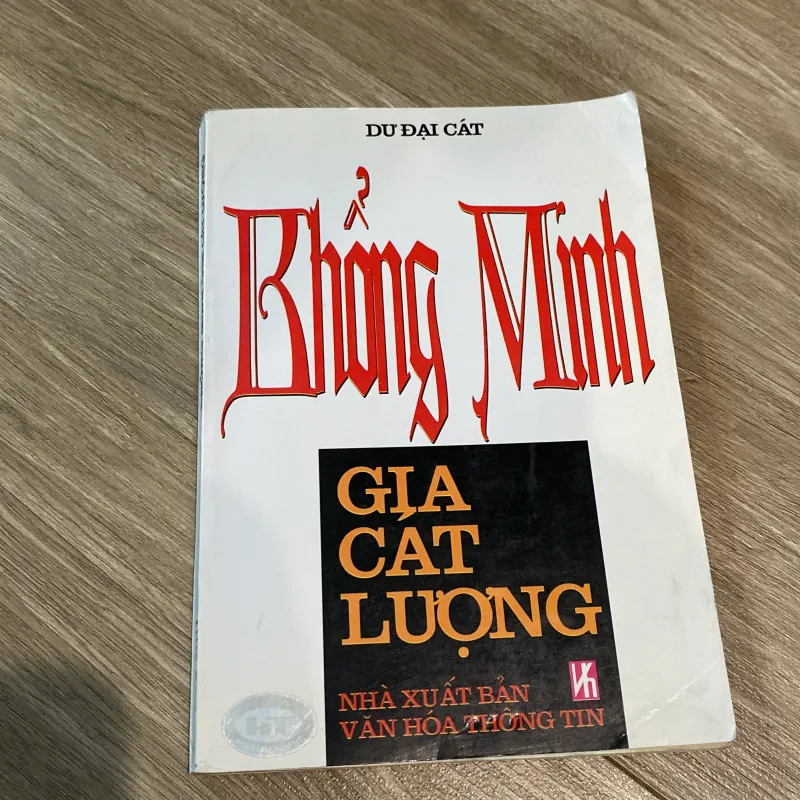 DƯ ĐẠI CÁT
Khổng Minh
GIA
CÁT
LƯỢNG
NHÀ XUẤT BẢN
VĂN HÓA THÔNG TIN